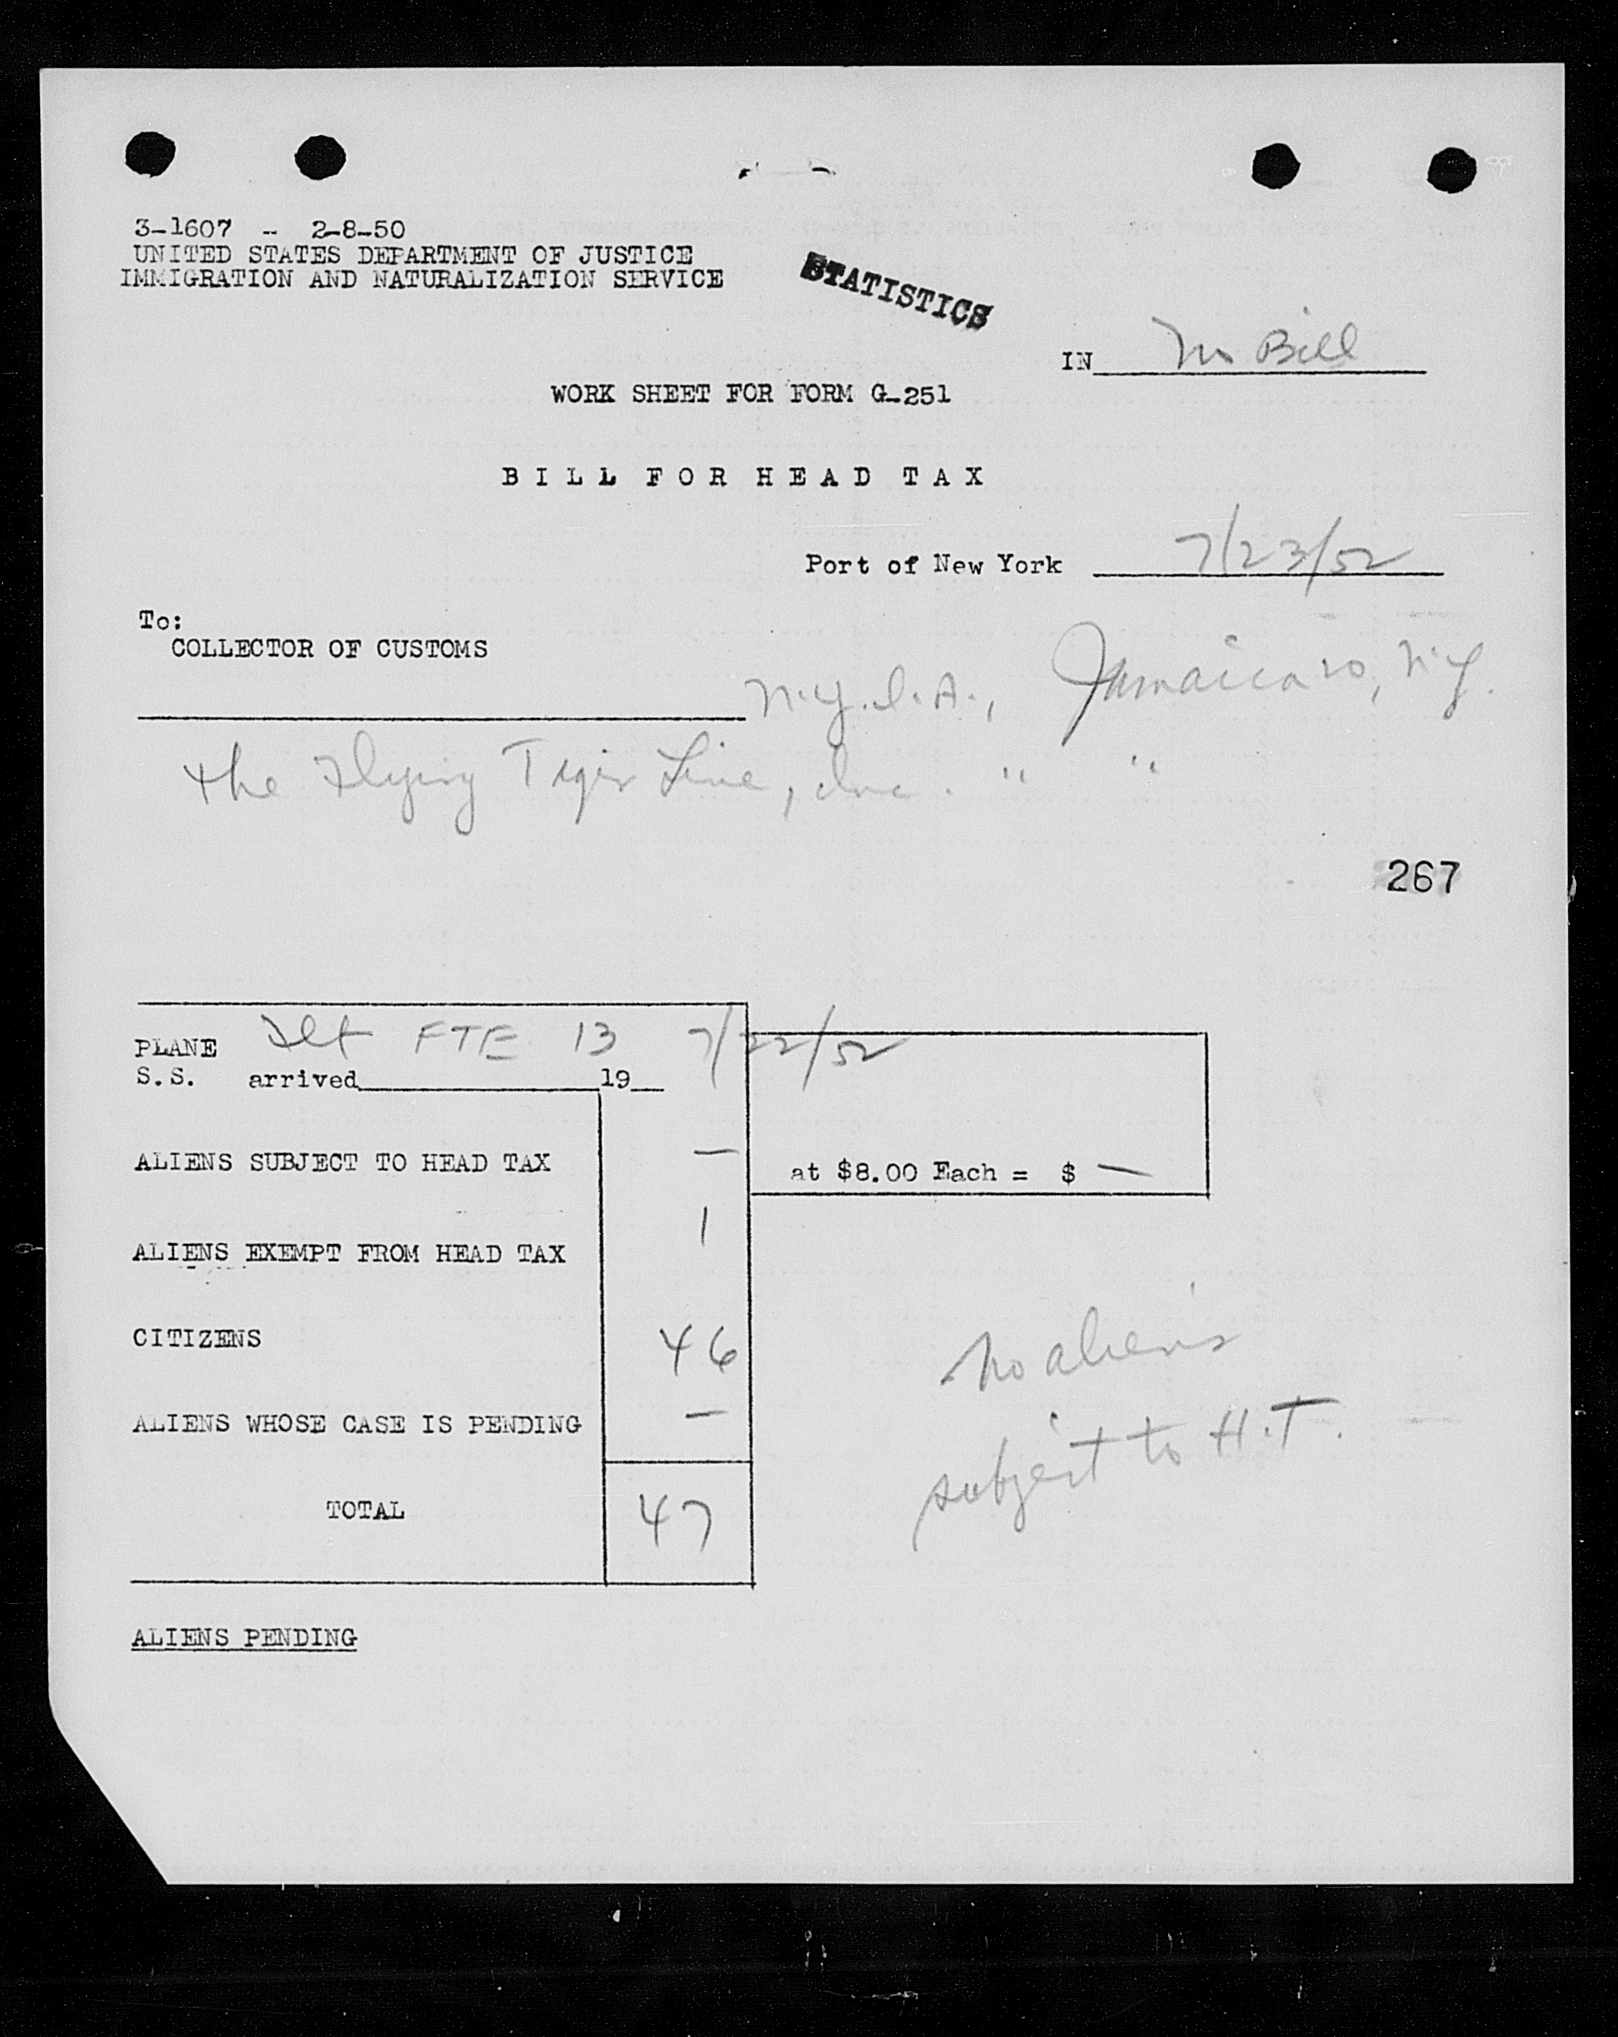 3-1607 -- 2-8-50
UNITED STATES DEPARTMENT OF JUSTICE
IMMIGRATION AND NATURALIZATION SERVICE
STATISTICS
IN No Bill
WORK SHEET FOR FORM G-251
BILL FOR HEAD TAX
Port of New York 7/23/52
To:
COLLECTOR OF CUSTOMS
N.Y.I.A., Jamaica 20, N.Y.
The Flying Tiger Line, Inc. " "
267
PLANE Flt FTE 13 7/22/52
S.S. arrived 19
ALIENS SUBJECT TO HEAD TAX —
at $8.00 Each = $ —
ALIENS EXEMPT FROM HEAD TAX 1
CITIZENS 46
No aliens
ALIENS WHOSE CASE IS PENDING —
subject to H.T.
TOTAL 47
ALIENS PENDING